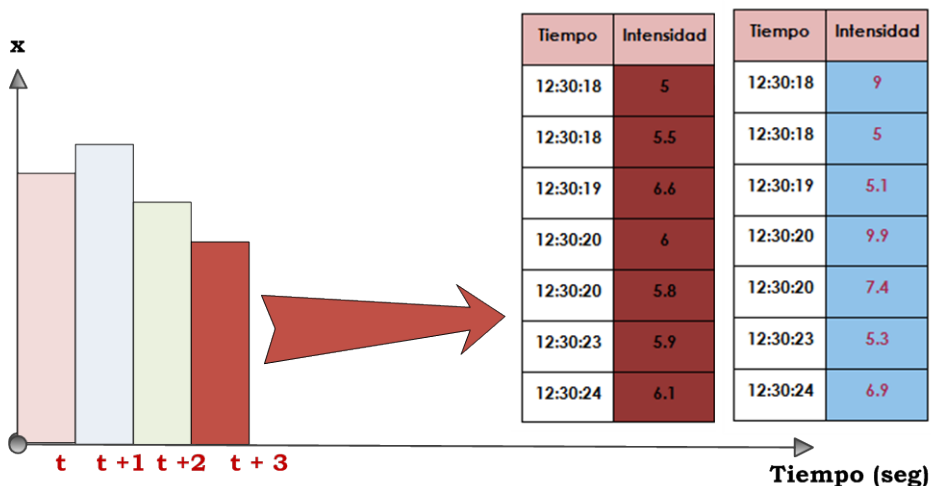 x
Tiempo Intensidad
12:30:18 5
12:30:18 5.5
12:30:19 6.6
12:30:20 6
12:30:20 5.8
12:30:23 5.9
12:30:24 6.1
Tiempo Intensidad
12:30:18 9
12:30:18 5
12:30:19 5.1
12:30:20 9.9
12:30:20 7.4
12:30:23 5.3
12:30:24 6.9
t t +1 t +2 t + 3
Tiempo (seg)